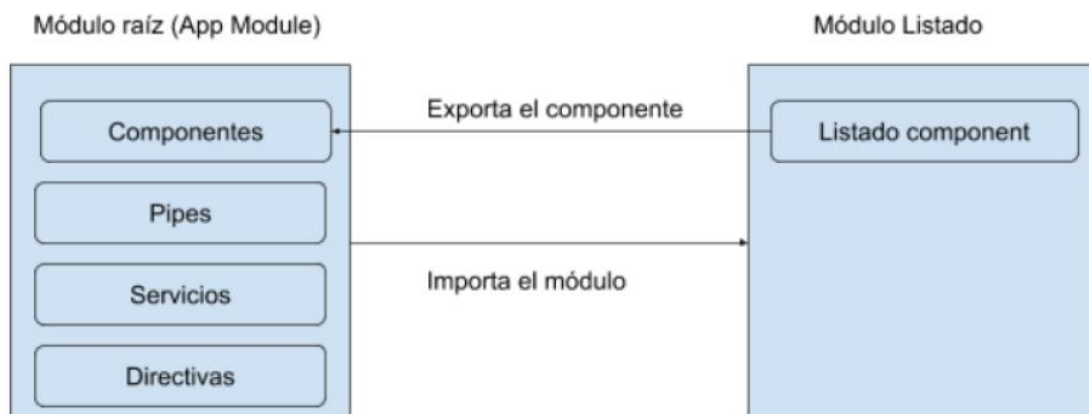 Módulo raíz (App Module)
Módulo Listado
Componentes
Exporta el componente
Listado component
Pipes
Importa el módulo
Servicios
Directivas